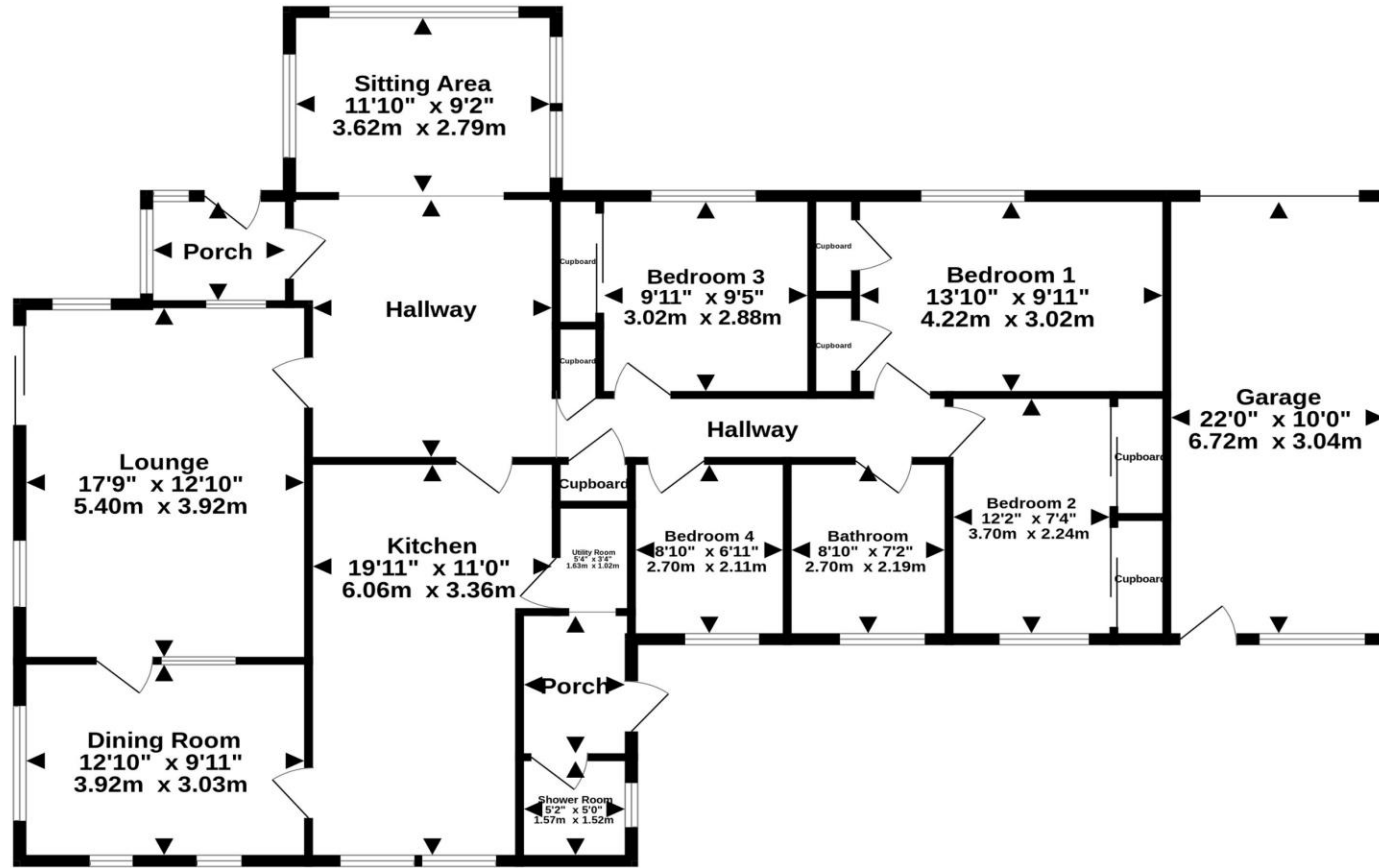 Sitting Area
11'10" x 9'2"
3.62m x 2.79m
Porch
Hallway
Cupboard
Cupboard
Bedroom 3
9'11" x 9'5"
3.02m x 2.88m
Cupboard
Cupboard
Bedroom 1
13'10" x 9'11"
4.22m x 3.02m
Garage
22'0" x 10'0"
6.72m x 3.04m
Lounge
17'9" x 12'10"
5.40m x 3.92m
Hallway
Kitchen
19'11" x 11'0"
6.06m x 3.36m
Cupboard
Utility Room
5'4" x 3'4"
1.63m x 1.02m
Bedroom 4
8'10" x 6'11"
2.70m x 2.11m
Bathroom
8'10" x 7'2"
2.70m x 2.19m
Bedroom 2
12'2" x 7'4"
3.70m x 2.24m
Cupboard
Cupboard
Porch
Dining Room
12'10" x 9'11"
3.92m x 3.03m
Shower Room
5'2" x 5'0"
1.57m x 1.52m